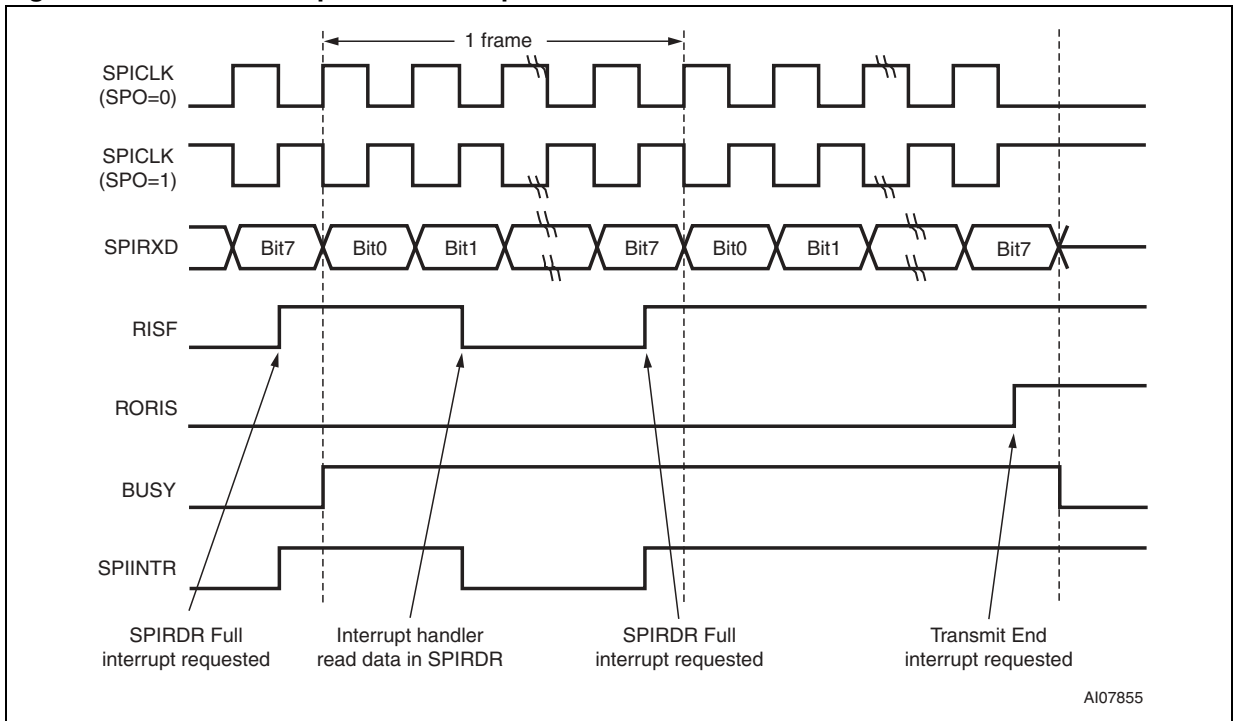 1 frame
SPICLK
(SPO=0)
SPICLK
(SPO=1)
SPIRXD
Bit7
Bit0
Bit1
Bit7
Bit0
Bit1
Bit7
RISF
RORIS
BUSY
SPIINTR
SPIRDR Full
interrupt requested
Interrupt handler
read data in SPIRDR
SPIRDR Full
interrupt requested
Transmit End
interrupt requested
AI07855